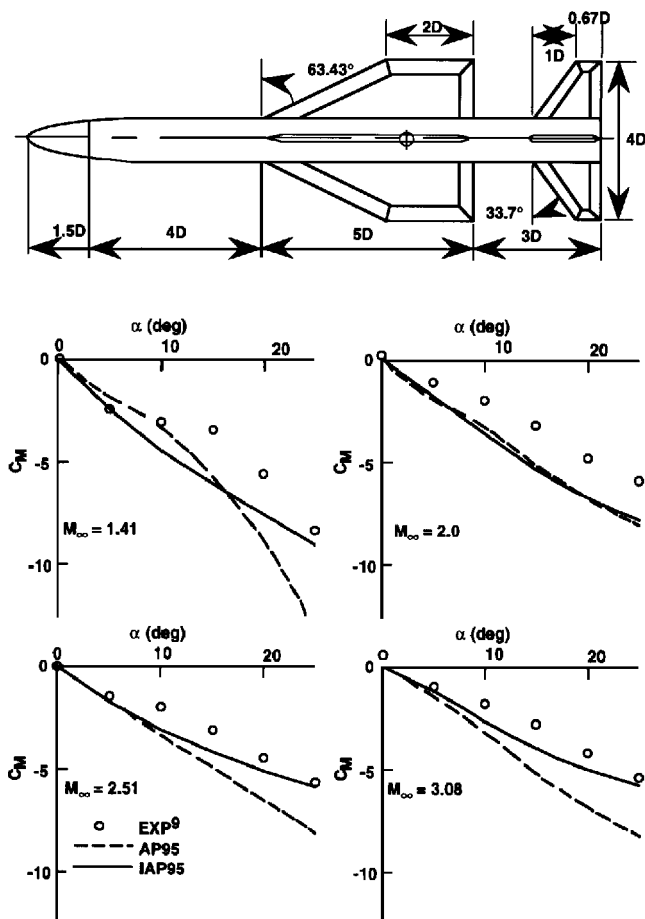 0.67D
2D
1D
63.43°
4D
33.7°
1.5D
4D
5D
3D
α (deg)
0
10
20
0
-5
-10
C_M
M∞ = 1.41
α (deg)
0
10
20
0
-5
-10
C_M
M∞ = 2.0
α (deg)
0
10
20
0
-5
-10
C_M
M∞ = 2.51
EXP⁹
AP95
IAP95
α (deg)
0
10
20
0
-5
-10
C_M
M∞ = 3.08